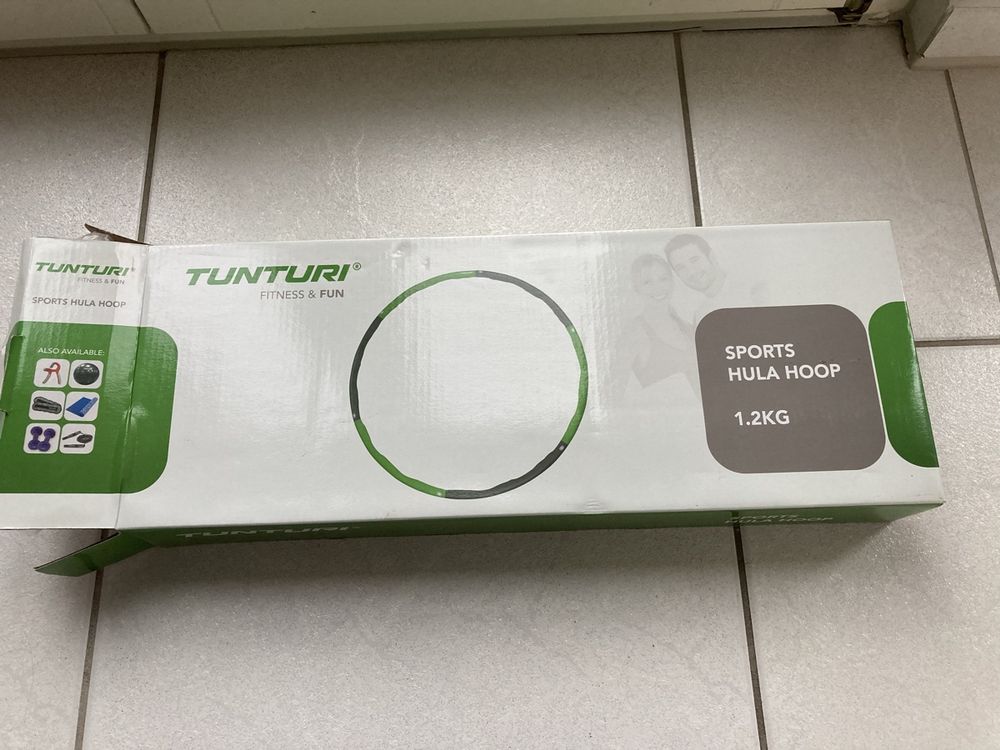 TUNTURI®
FITNESS & FUN
SPORTS HULA HOOP
ALSO AVAILABLE:
TUNTURI®
FITNESS & FUN
SPORTS
HULA HOOP
1.2KG
TUNTURI
SPORTS
HULA HOOP